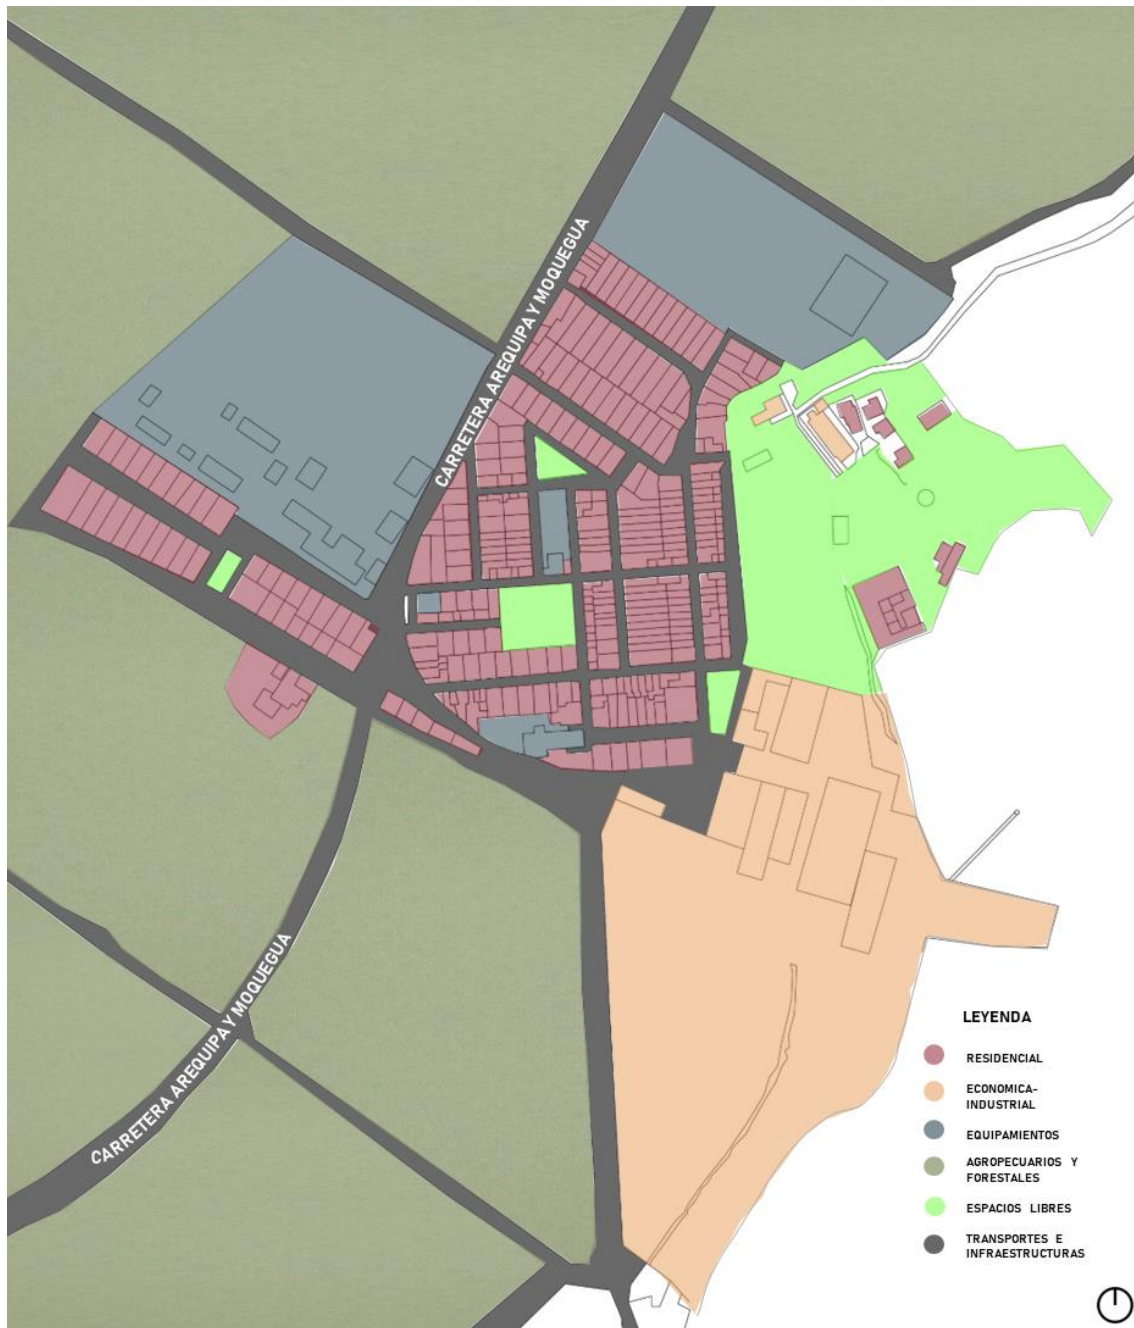 CARRETERA AREQUIPA Y MOQUEGUA
CARRETERA AREQUIPA Y MOQUEGUA
LEYENDA
RESIDENCIAL
ECONOMICA-
INDUSTRIAL
EQUIPAMIENTOS
AGROPECUARIOS Y
FORESTALES
ESPACIOS LIBRES
TRANSPORTES E
INFRAESTRUCTURAS